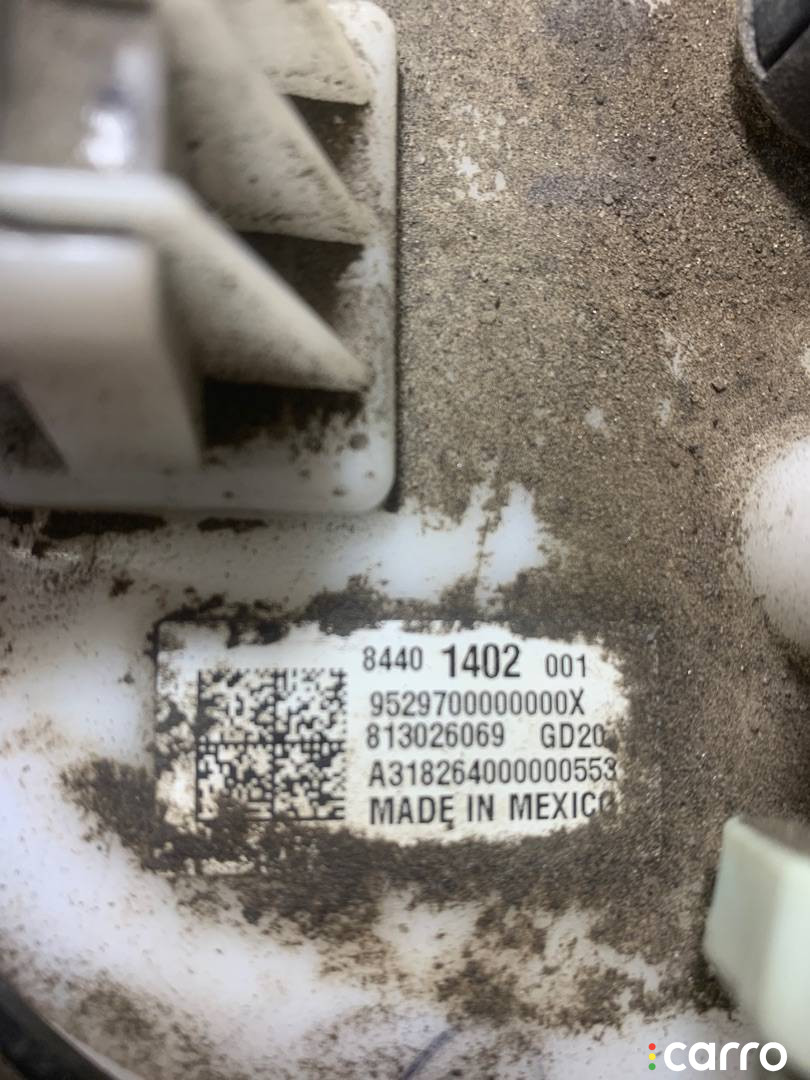 8440 1402 001
9529700000000X
813026069 GD20
A318264000000553
MADE IN MEXICO
carro